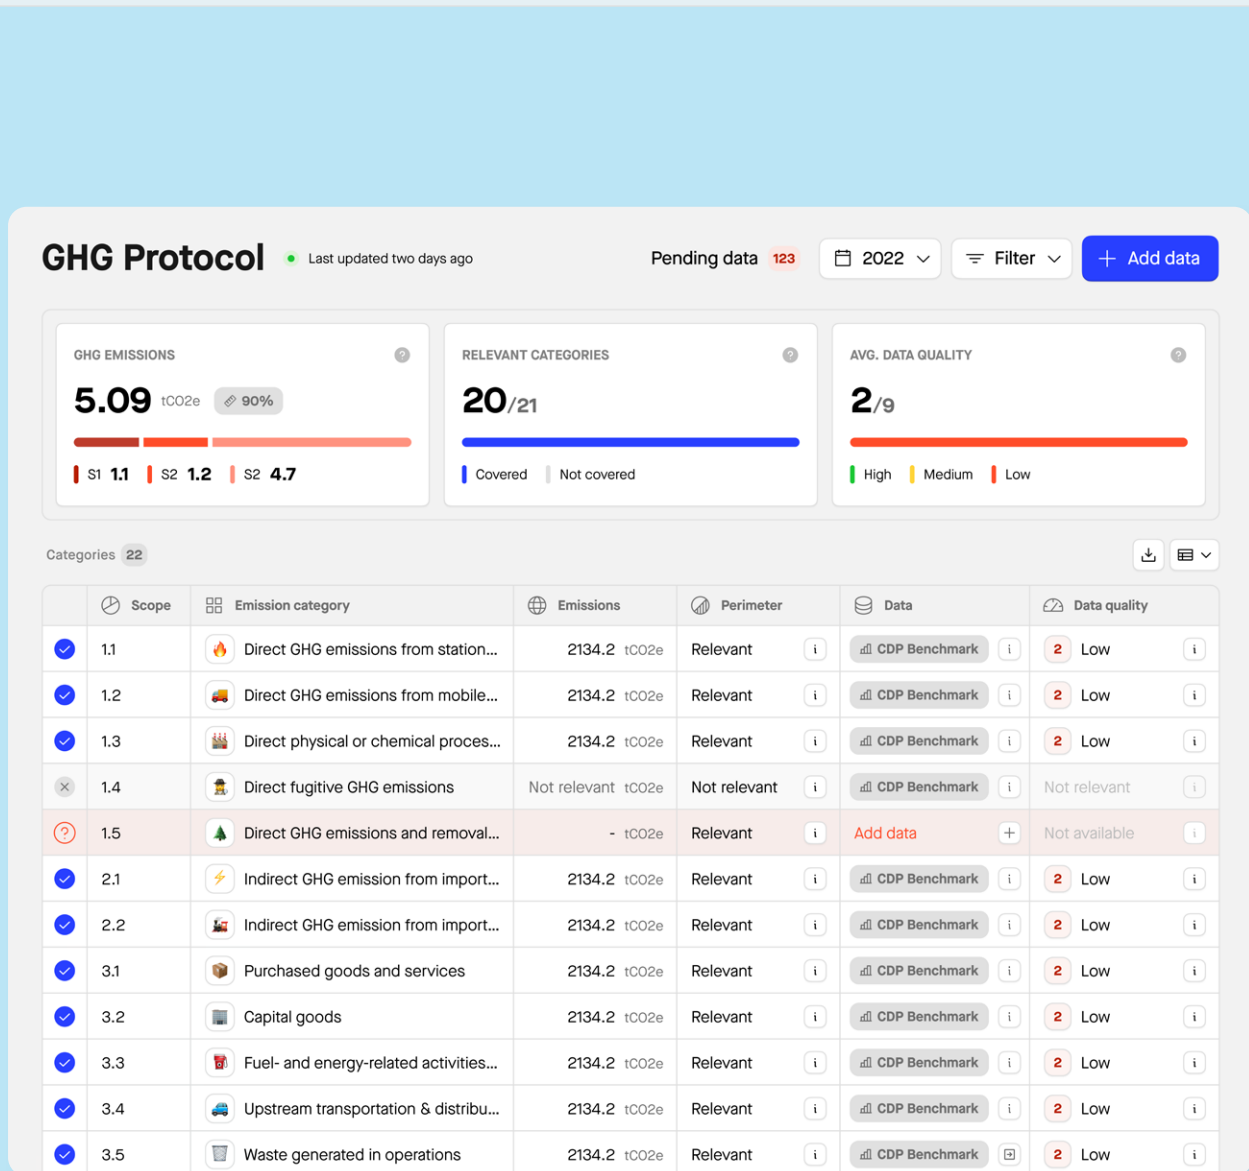 GHG Protocol Last updated two days ago Pending data 123 2022 Filter + Add data
GHG EMISSIONS ? RELEVANT CATEGORIES ? AVG. DATA QUALITY ?
5.09 tCO2e 90% 20/21 2/9
S1 1.1 S2 1.2 S2 4.7 Covered Not covered High Medium Low
Categories 22
Scope Emission category Emissions Perimeter Data Data quality
1.1 Direct GHG emissions from station... 2134.2 tCO2e Relevant i CDP Benchmark i 2 Low i
1.2 Direct GHG emissions from mobile... 2134.2 tCO2e Relevant i CDP Benchmark i 2 Low i
1.3 Direct physical or chemical proces... 2134.2 tCO2e Relevant i CDP Benchmark i 2 Low i
1.4 Direct fugitive GHG emissions Not relevant tCO2e Not relevant i CDP Benchmark i Not relevant i
? 1.5 Direct GHG emissions and removal... - tCO2e Relevant i Add data + Not available i
2.1 Indirect GHG emission from import... 2134.2 tCO2e Relevant i CDP Benchmark i 2 Low i
2.2 Indirect GHG emission from import... 2134.2 tCO2e Relevant i CDP Benchmark i 2 Low i
3.1 Purchased goods and services 2134.2 tCO2e Relevant i CDP Benchmark i 2 Low i
3.2 Capital goods 2134.2 tCO2e Relevant i CDP Benchmark i 2 Low i
3.3 Fuel- and energy-related activities... 2134.2 tCO2e Relevant i CDP Benchmark i 2 Low i
3.4 Upstream transportation & distribu... 2134.2 tCO2e Relevant i CDP Benchmark i 2 Low i
3.5 Waste generated in operations 2134.2 tCO2e Relevant i CDP Benchmark 2 Low i